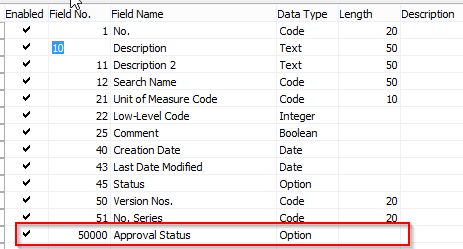 Enabled Field No. Field Name Data Type Length Description
1 No. Code 20
10 Description Text 50
11 Description 2 Text 50
12 Search Name Code 50
21 Unit of Measure Code Code 10
22 Low-Level Code Integer
25 Comment Boolean
40 Creation Date Date
43 Last Date Modified Date
45 Status Option
50 Version Nos. Code 20
51 No. Series Code 20
50000 Approval Status Option